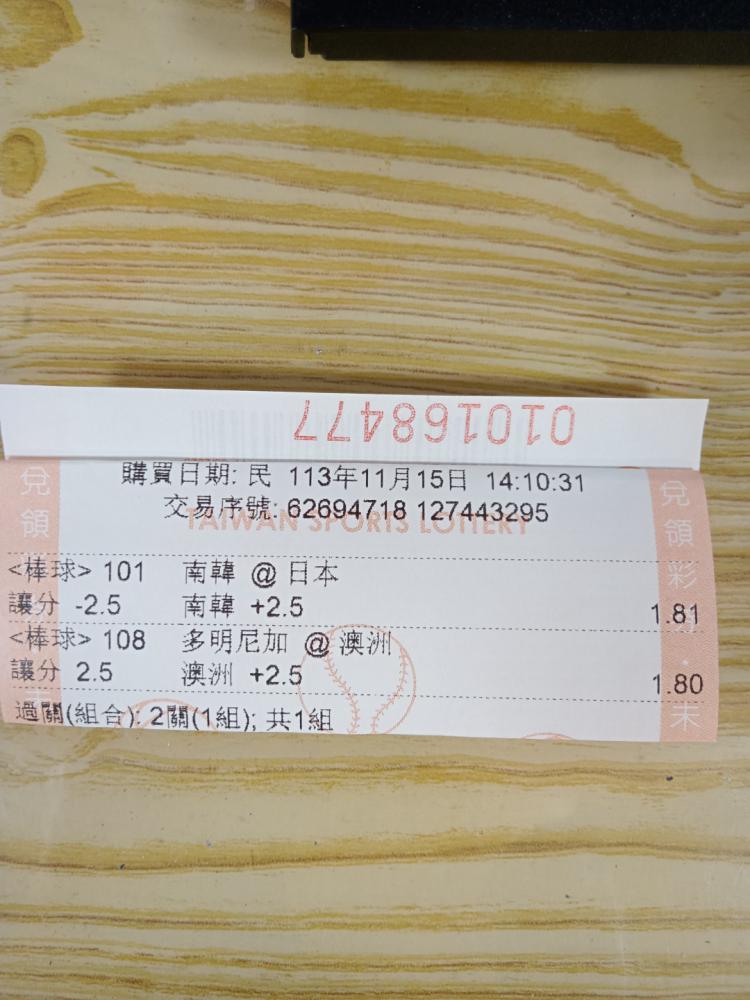 010168477
購買日期: 民 113年11月15日 14:10:31
交易序號: 62694718 127443295
TAIWAN SPORTS LOTTERY
<棒球> 101 南韓 @ 日本
讓分 -2.5 南韓 +2.5 1.81
<棒球> 108 多明尼加 @ 澳洲
讓分 2.5 澳洲 +2.5 1.80
過關(組合): 2關(1組); 共1組
兌領
兌領彩
未